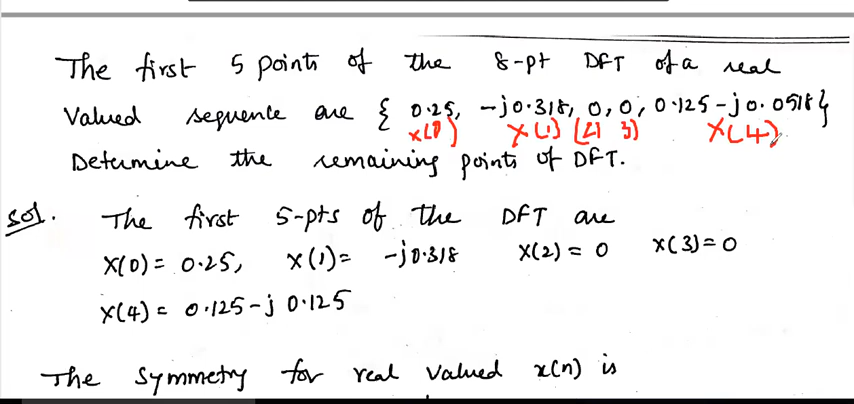 The first 5 points of the 8-pt DFT of a real
Valued sequence are { 0.25, -j0.318, 0, 0, 0.125-j0.0518}
X(0) X(1) (2) 3) X(4)
Determine the remaining points of DFT.
Sol. The first 5-pts of the DFT are
X(0) = 0.25, X(1) = -j0.318 X(2) = 0 X(3) = 0
X(4) = 0.125-j 0.125
The Symmetry for real valued x(n) is